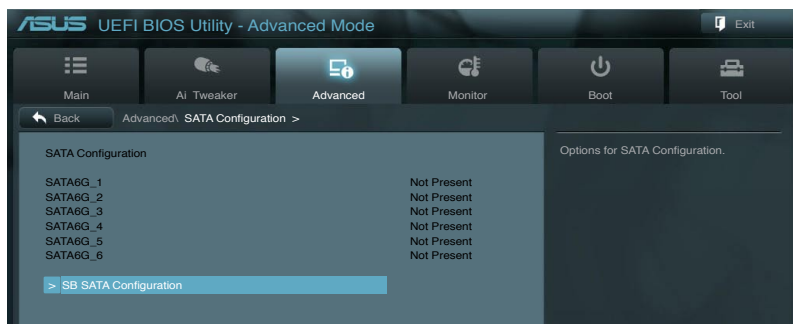 ASUS UEFI BIOS Utility - Advanced Mode Exit
Main Ai Tweaker Advanced Monitor Boot Tool
Back Advanced\ SATA Configuration >
SATA Configuration
Options for SATA Configuration.
SATA6G_1 Not Present
SATA6G_2 Not Present
SATA6G_3 Not Present
SATA6G_4 Not Present
SATA6G_5 Not Present
SATA6G_6 Not Present
> SB SATA Configuration